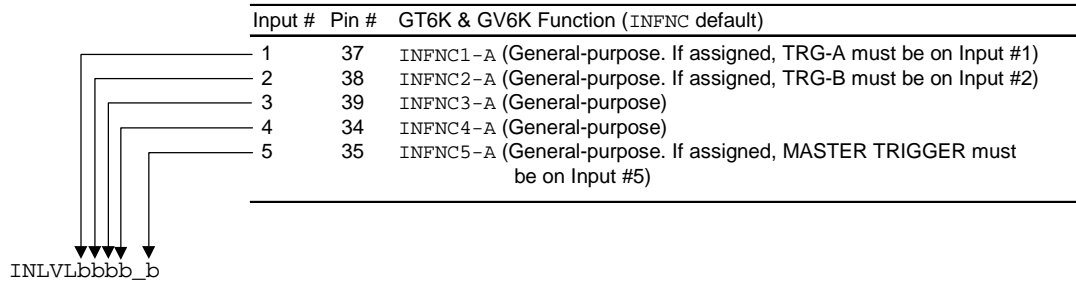 Input # Pin # GT6K & GV6K Function (INFNC default)
1 37 INFNC1-A (General-purpose. If assigned, TRG-A must be on Input #1)
2 38 INFNC2-A (General-purpose. If assigned, TRG-B must be on Input #2)
3 39 INFNC3-A (General-purpose)
4 34 INFNC4-A (General-purpose)
5 35 INFNC5-A (General-purpose. If assigned, MASTER TRIGGER must
be on Input #5)
INLVLbbbb_b